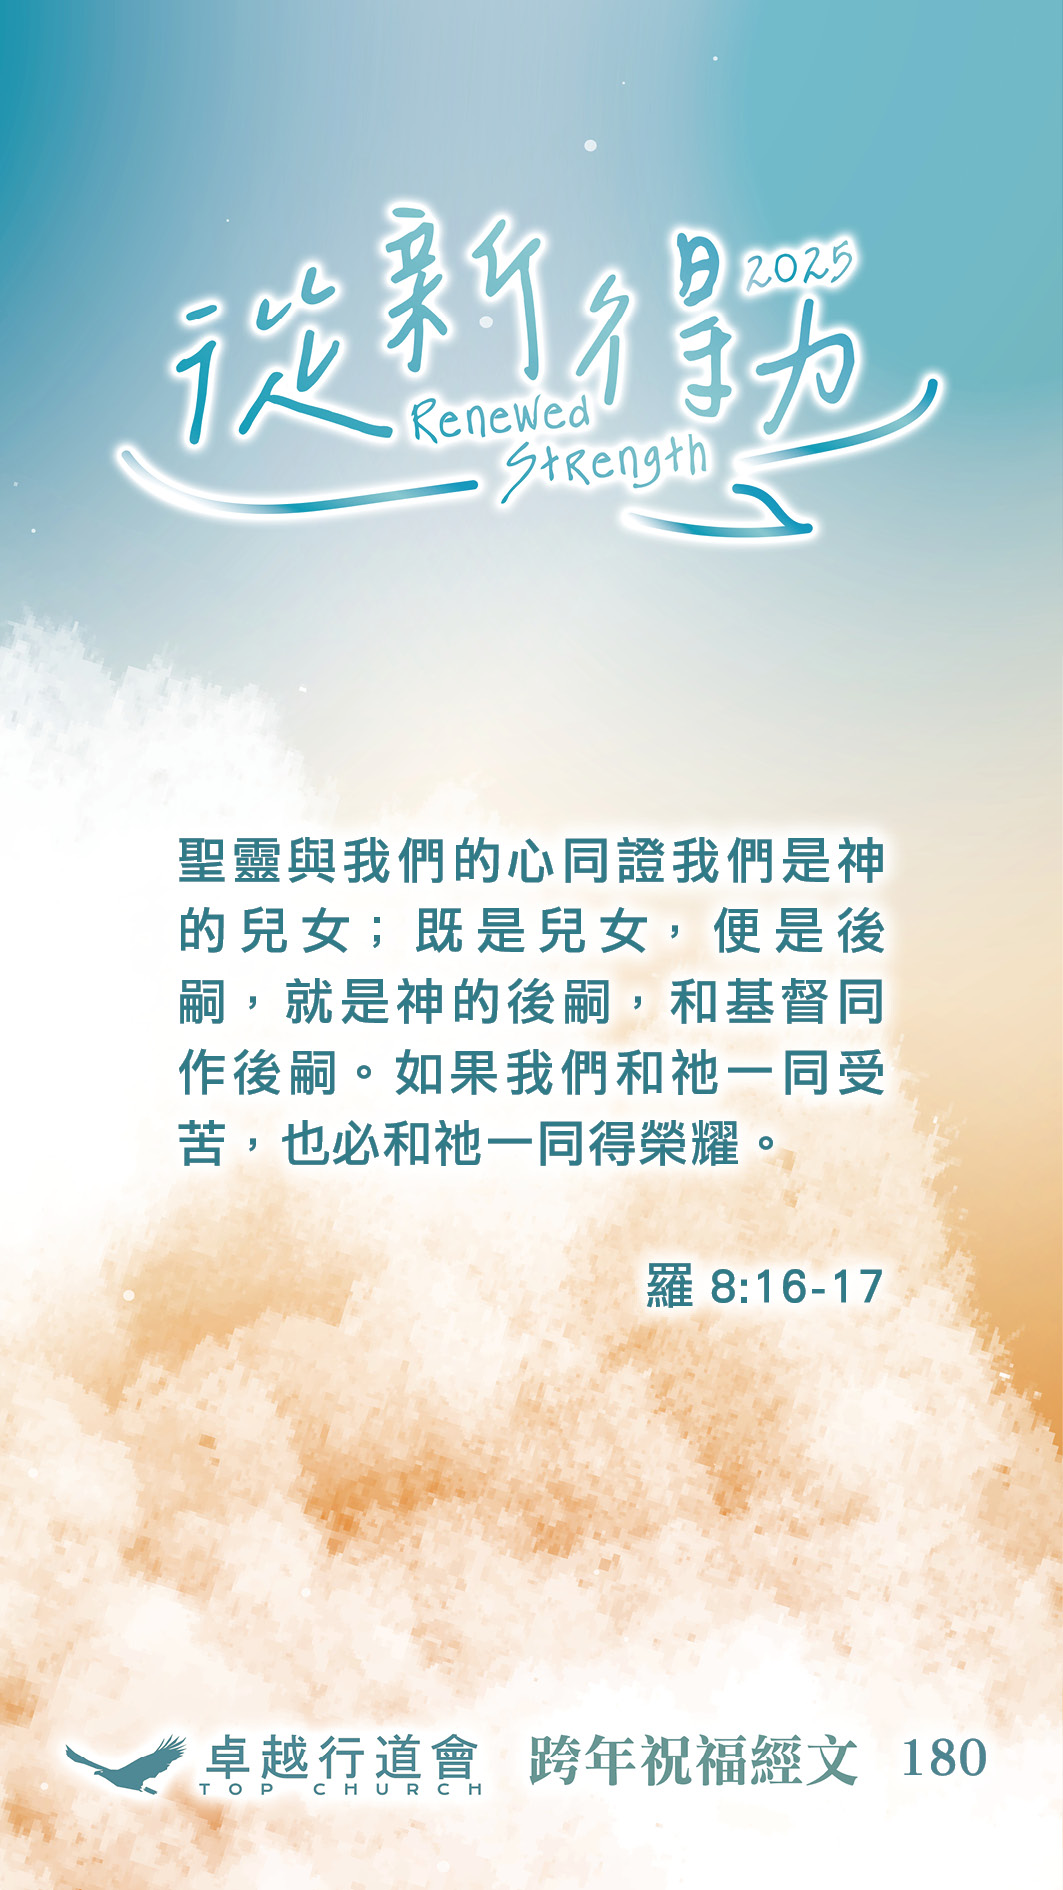 從新得力 2025
Renewed
Strength
聖靈與我們的心同證我們是神
的兒女；既是兒女，便是後
嗣，就是神的後嗣，和基督同
作後嗣。如果我們和祂一同受
苦，也必和祂一同得榮耀。
羅 8:16-17
卓越行道會
TOP CHURCH
跨年祝福經文 180